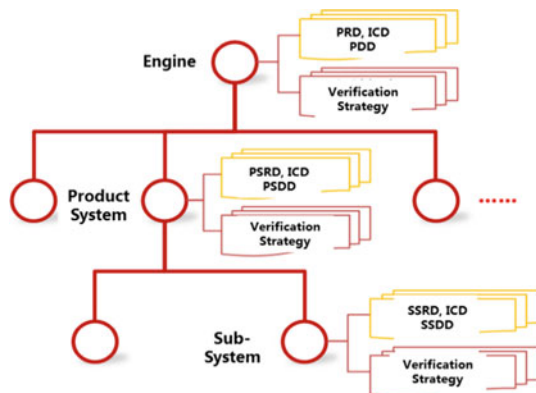 Engine
PRD, ICD
PDD
Verification
Strategy
Product
System
PSRD, ICD
PSDD
Verification
Strategy
......
Sub-
System
SSRD, ICD
SSDD
Verification
Strategy